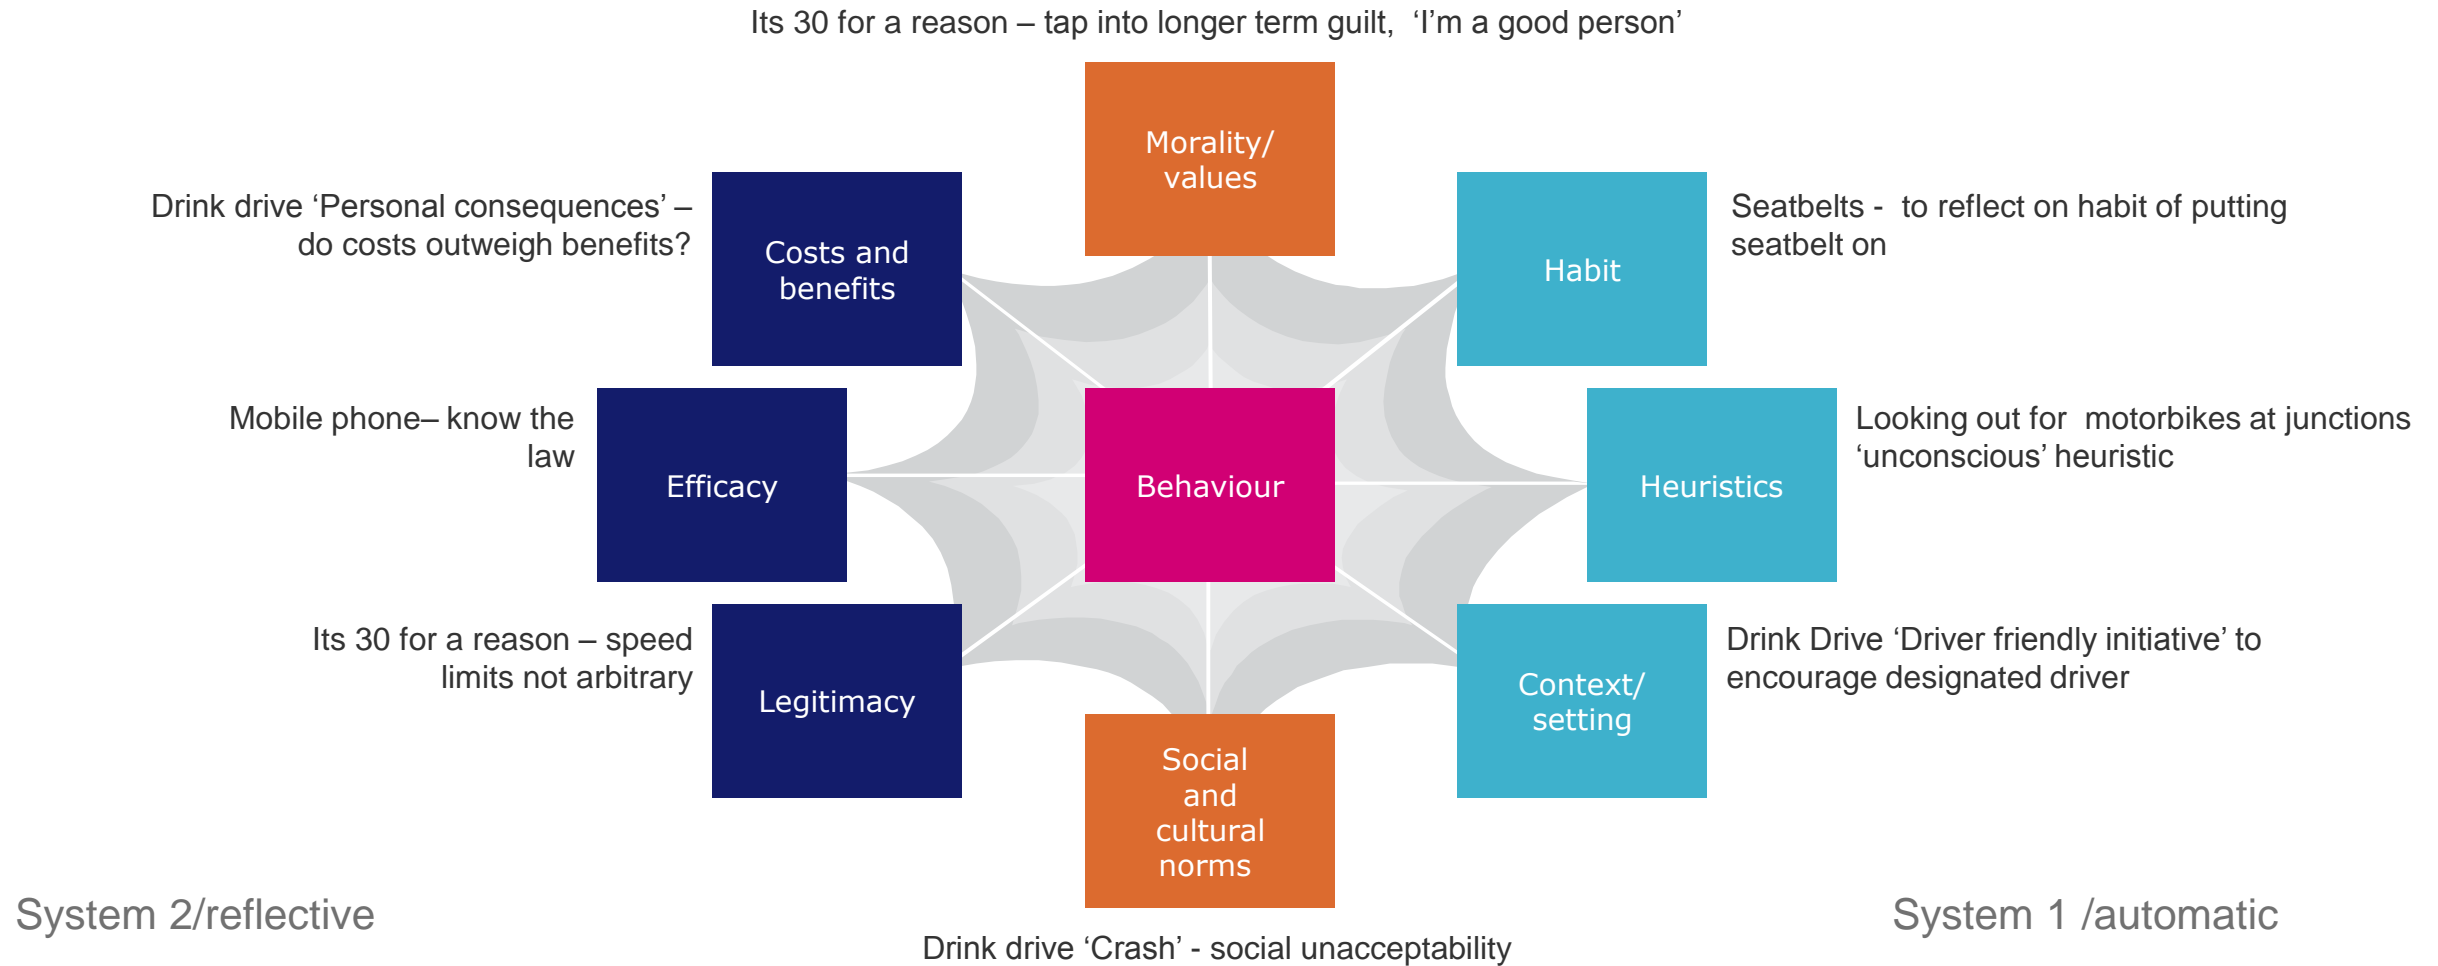 Its 30 for a reason – tap into longer term guilt,  ‘I’m a good person’
Morality/
values
Drink drive ‘Personal consequences’ –
do costs outweigh benefits?
Costs and
benefits
Habit
Seatbelts -  to reflect on habit of putting
seatbelt on
Mobile phone– know the
law
Efficacy
Behaviour
Heuristics
Looking out for  motorbikes at junctions
‘unconscious’ heuristic
Its 30 for a reason – speed
limits not arbitrary
Legitimacy
Context/
setting
Drink Drive ‘Driver friendly initiative’ to
encourage designated driver
Social
and
cultural
norms
System 2/reflective
System 1 /automatic
Drink drive ‘Crash’ - social unacceptability